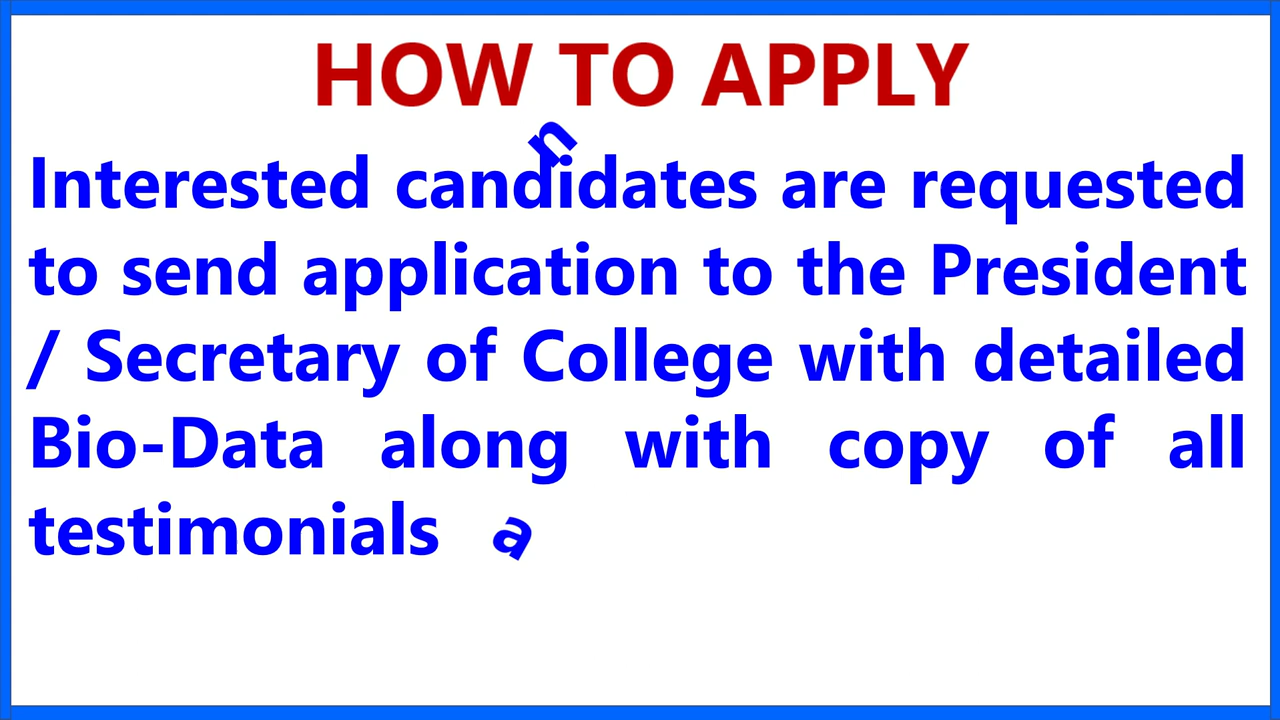 HOW TO APPLY
n
Interested candidates are requested
to send application to the President
/ Secretary of College with detailed
Bio-Data along with copy of all
testimonials a